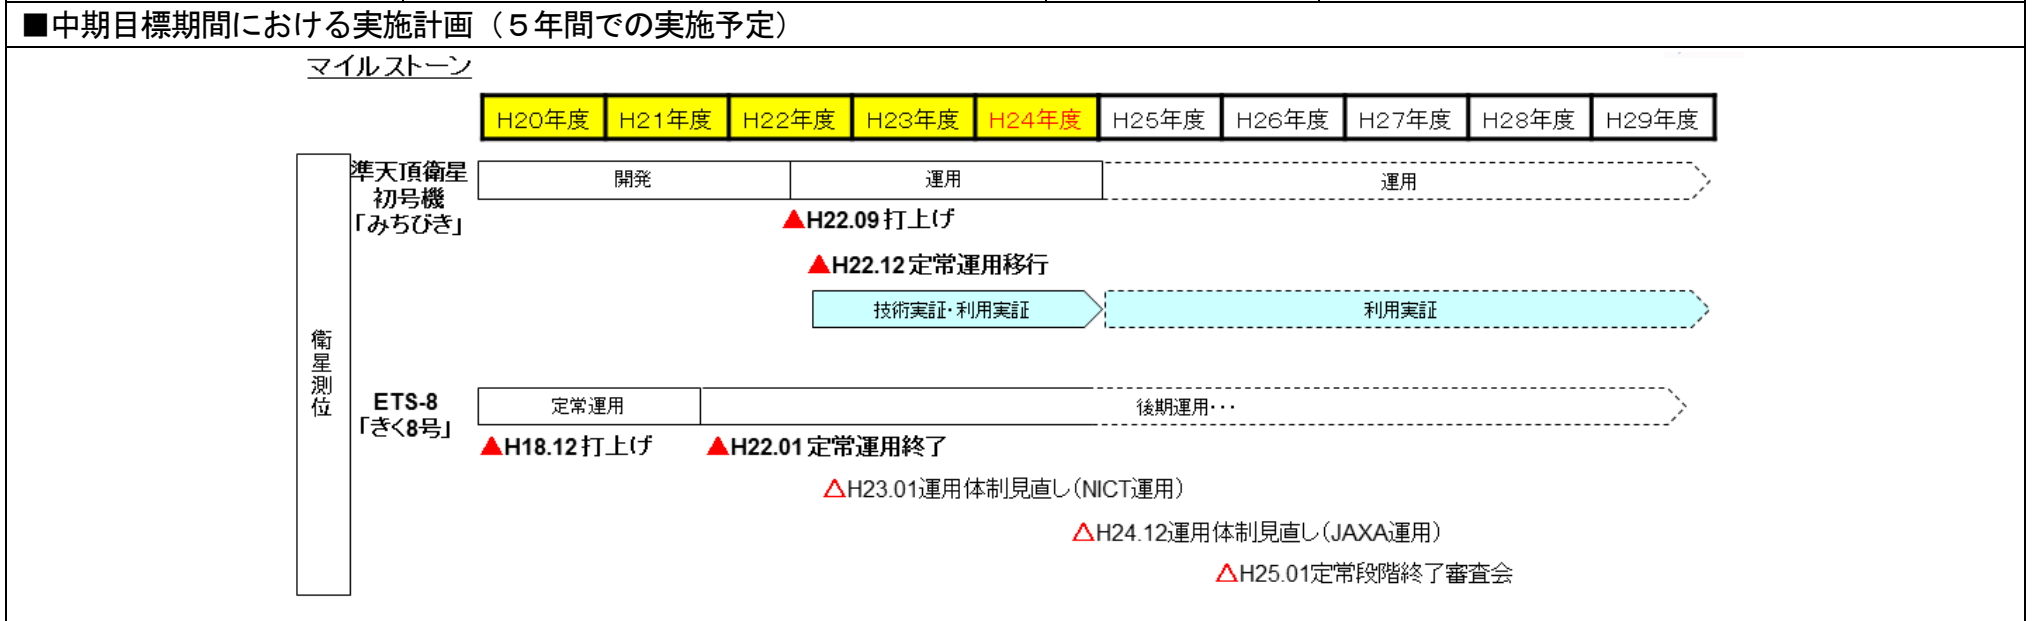 ■中期目標期間における実施計画（５年間での実施予定）
マイルストーン
H20年度 H21年度 H22年度 H23年度 H24年度 H25年度 H26年度 H27年度 H28年度 H29年度
準天頂衛星
初号機
「みちびき」
開発 運用 運用
▲H22.09打上げ
▲H22.12定常運用移行
技術実証・利用実証 利用実証
衛星測位
ETS-8
「きく8号」
定常運用 後期運用・・・
▲H18.12打上げ ▲H22.01定常運用終了
△H23.01運用体制見直し（NICT運用）
△H24.12運用体制見直し（JAXA運用）
△H25.01定常段階終了審査会